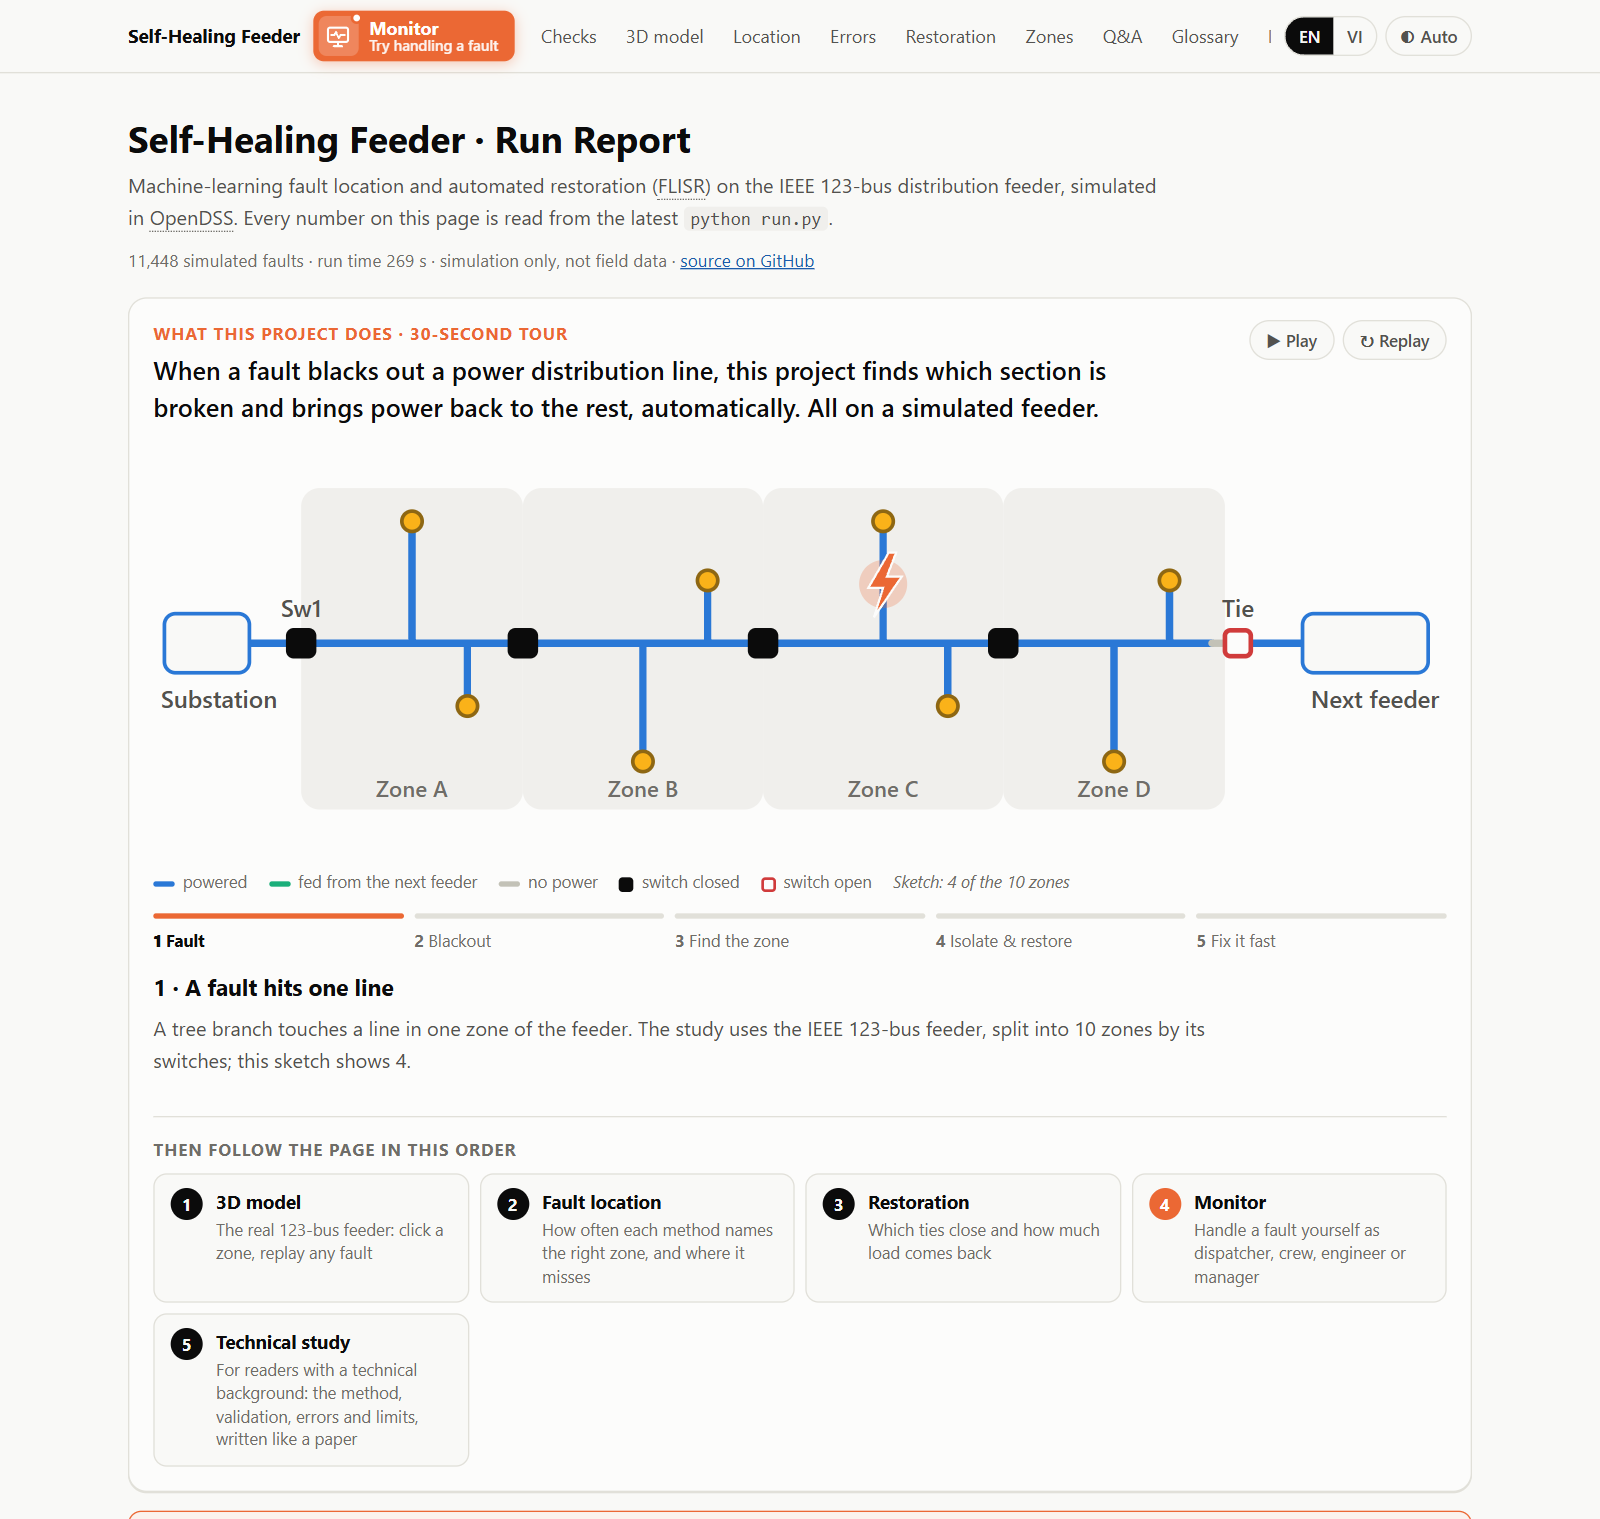 Self-Healing Feeder
Monitor
Try handling a fault
Checks
3D model
Location
Errors
Restoration
Zones
Q&A
Glossary
EN
VI
Auto
Self-Healing Feeder · Run Report
Machine-learning fault location and automated restoration (FLISR) on the IEEE 123-bus distribution feeder, simulated
in OpenDSS. Every number on this page is read from the latest python run.py.
11,448 simulated faults · run time 269 s · simulation only, not field data · source on GitHub
WHAT THIS PROJECT DOES · 30-SECOND TOUR
▶ Play
↻ Replay
When a fault blacks out a power distribution line, this project finds which section is
broken and brings power back to the rest, automatically. All on a simulated feeder.
Sw1
Tie
Substation
Next feeder
Zone A
Zone B
Zone C
Zone D
powered
fed from the next feeder
no power
switch closed
switch open
Sketch: 4 of the 10 zones
1 Fault
2 Blackout
3 Find the zone
4 Isolate & restore
5 Fix it fast
1 · A fault hits one line
A tree branch touches a line in one zone of the feeder. The study uses the IEEE 123-bus feeder, split into 10 zones by its
switches; this sketch shows 4.
THEN FOLLOW THE PAGE IN THIS ORDER
1
3D model
The real 123-bus feeder: click a
zone, replay any fault
2
Fault location
How often each method names
the right zone, and where it
misses
3
Restoration
Which ties close and how much
load comes back
4
Monitor
Handle a fault yourself as
dispatcher, crew, engineer or
manager
5
Technical study
For readers with a technical
background: the method,
validation, errors and limits,
written like a paper